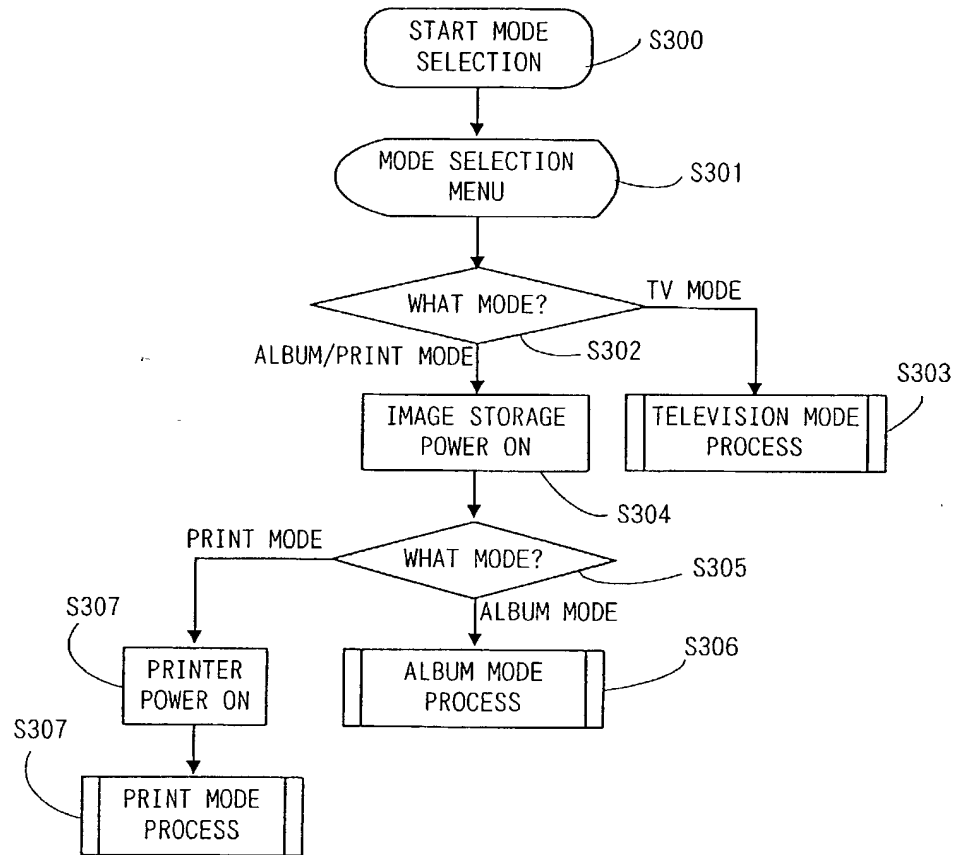 START MODE
SELECTION
S300
MODE SELECTION
MENU
S301
WHAT MODE?
TV MODE
S302
ALBUM/PRINT MODE
S303
IMAGE STORAGE
POWER ON
TELEVISION MODE
PROCESS
S304
PRINT MODE
WHAT MODE?
S305
ALBUM MODE
S307
PRINTER
POWER ON
ALBUM MODE
PROCESS
S306
S307
PRINT MODE
PROCESS